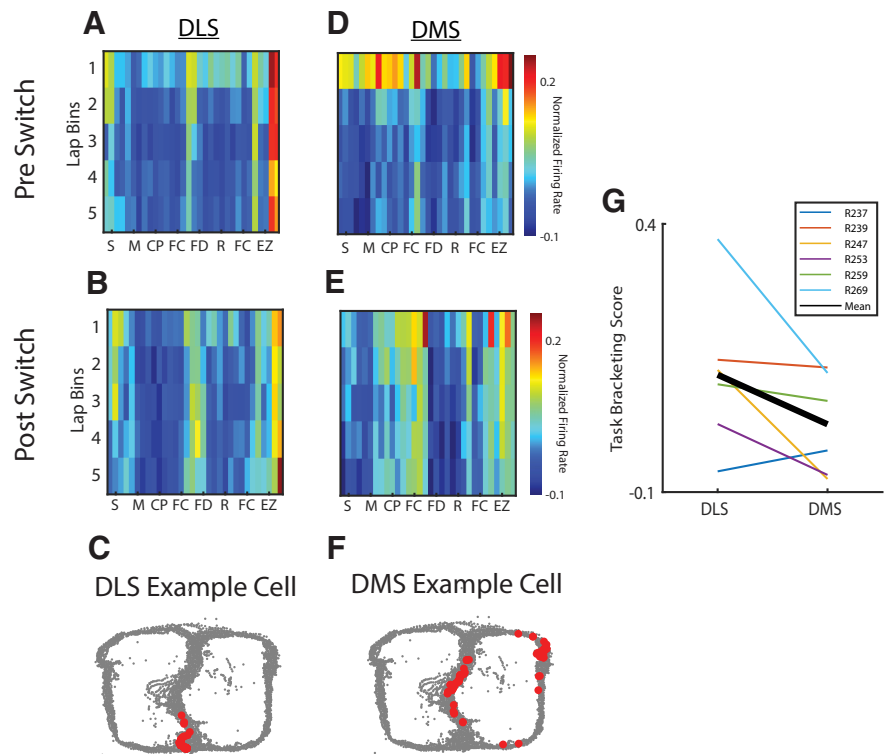 A
DLS
D
DMS
Pre Switch
Lap Bins
1
2
3
4
5
S M CP FC FD R FC EZ
S M CP FC FD R FC EZ
0.2
Normalized Firing Rate
-0.1
B
E
Post Switch
Lap Bins
1
2
3
4
5
S M CP FC FD R FC EZ
S M CP FC FD R FC EZ
0.2
Normalized Firing Rate
-0.1
C
DLS Example Cell
F
DMS Example Cell
G
0.4
Task Bracketing Score
-0.1
DLS
DMS
R237
R239
R247
R253
R259
R269
Mean